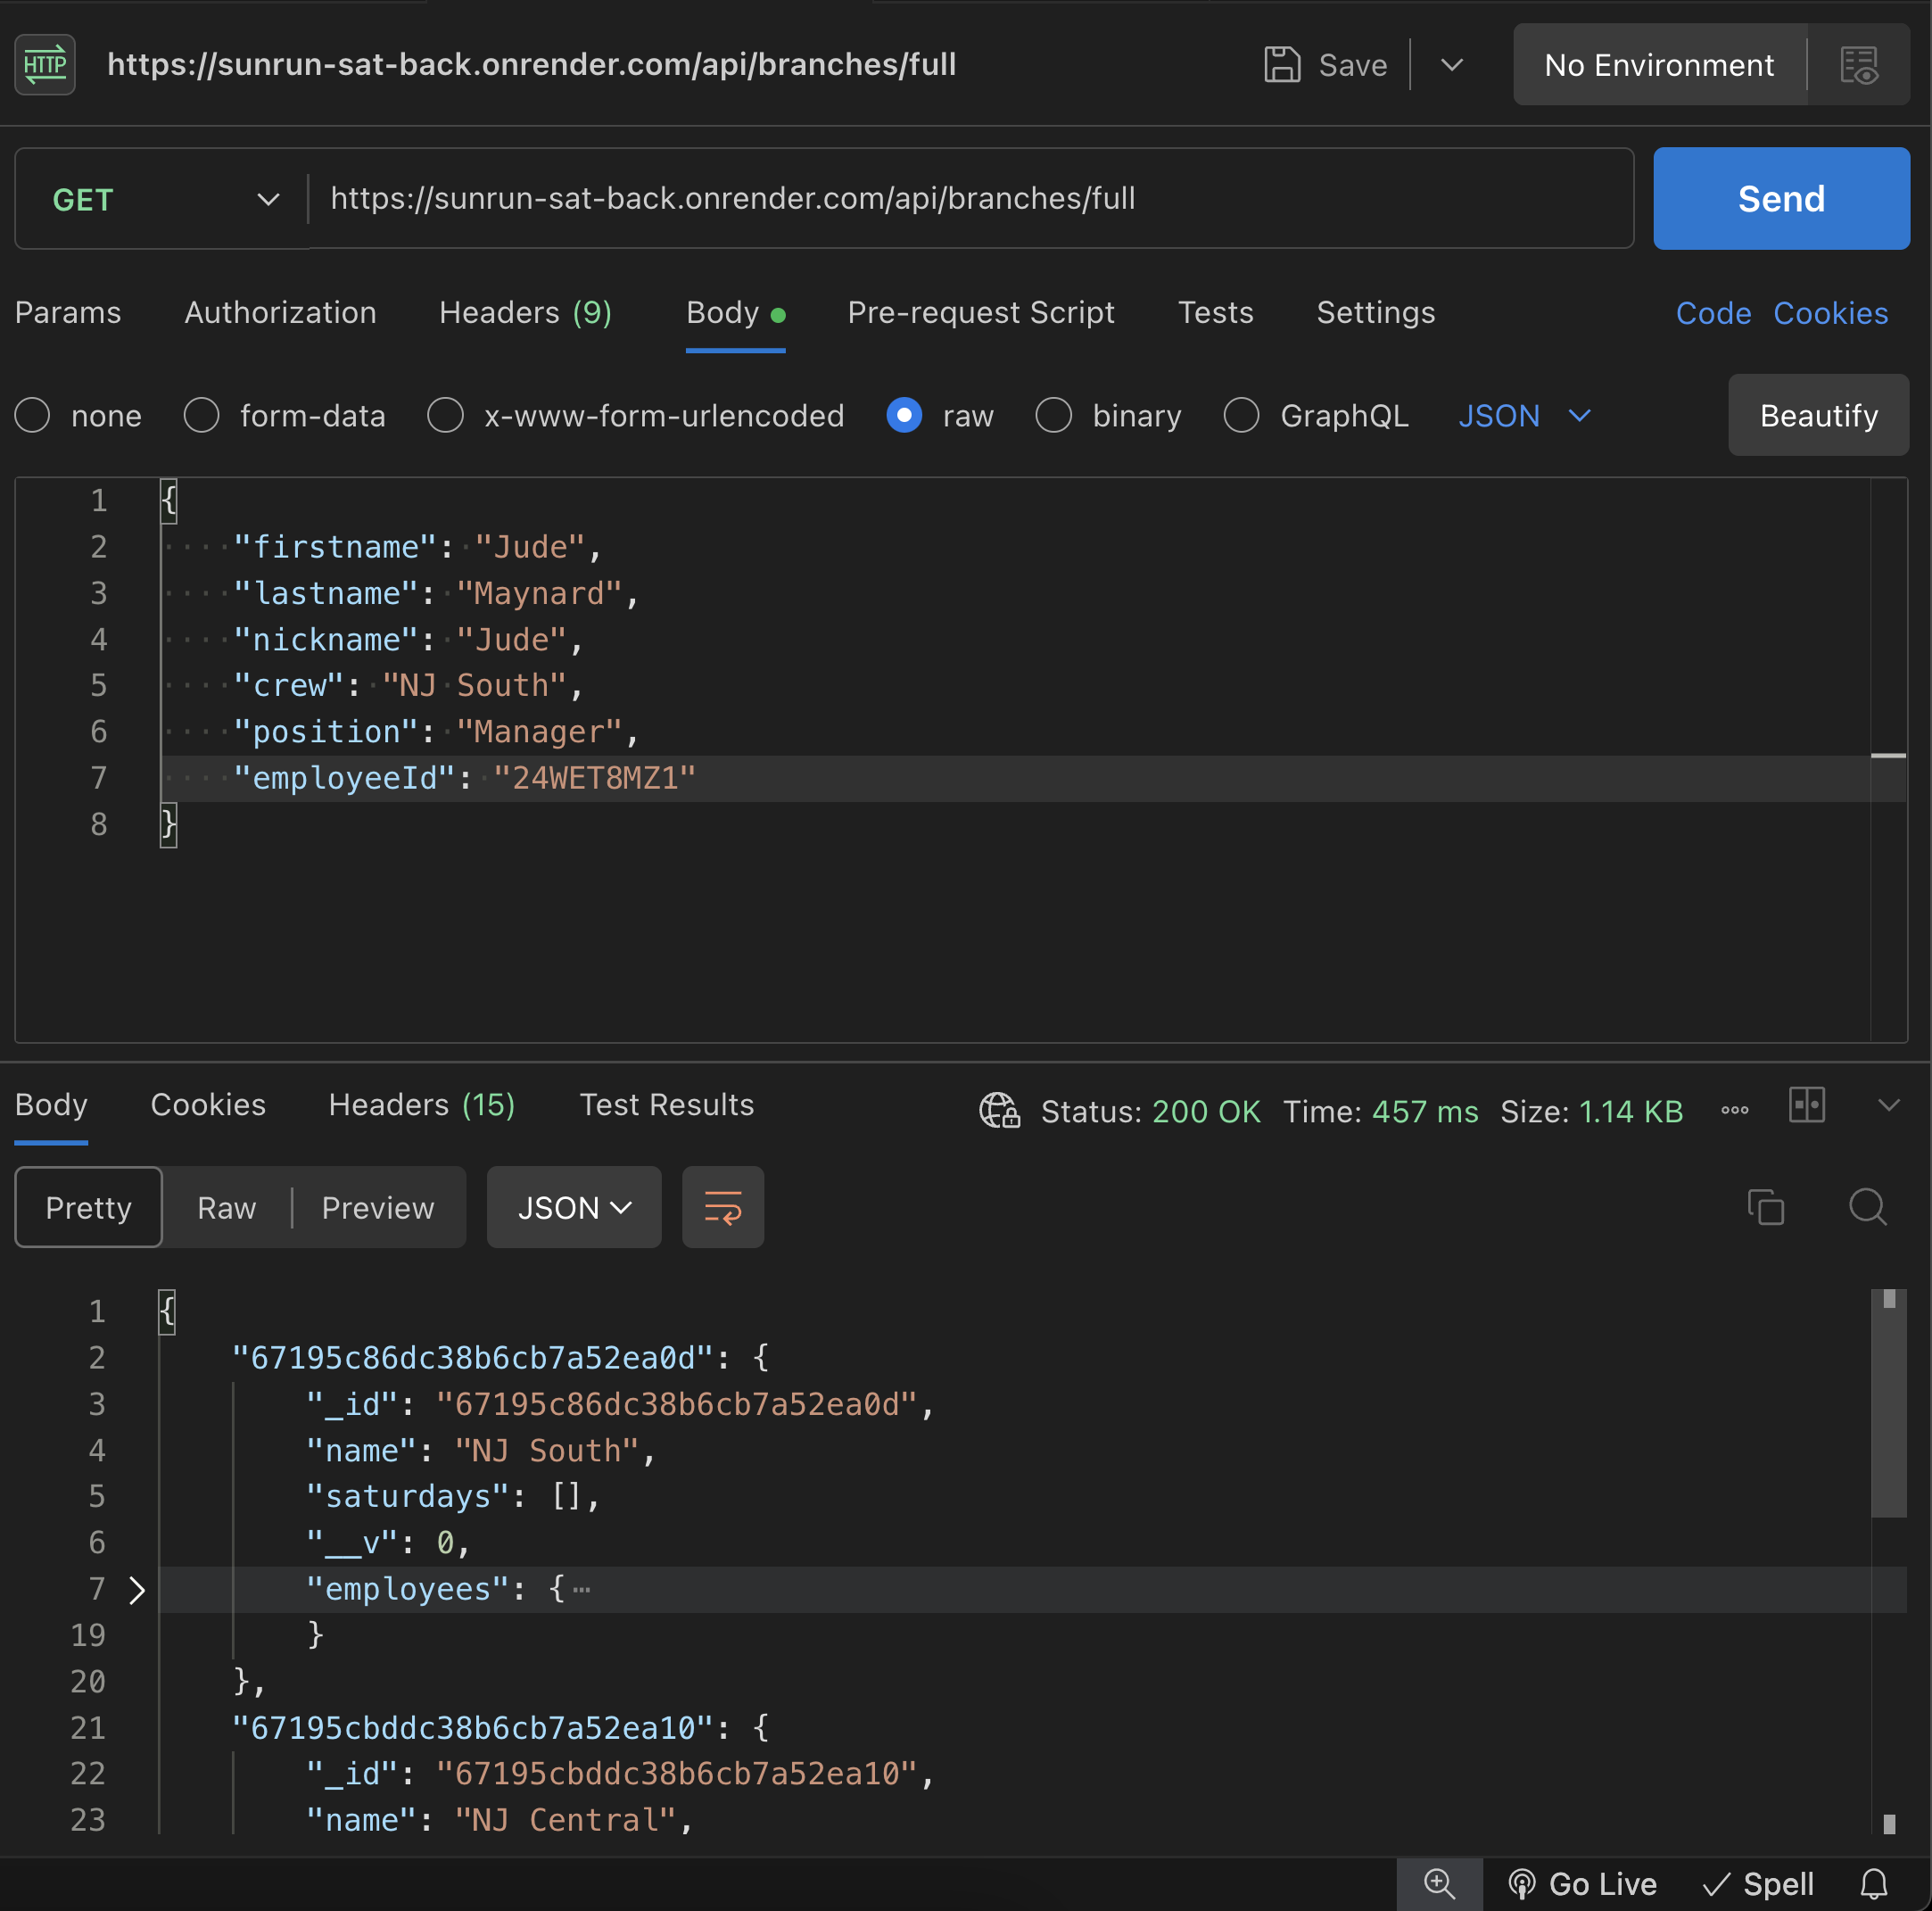 HTTP https://sunrun-sat-back.onrender.com/api/branches/full Save No Environment
GET https://sunrun-sat-back.onrender.com/api/branches/full Send
Params Authorization Headers (9) Body Pre-request Script Tests Settings Code Cookies
none form-data x-www-form-urlencoded raw binary GraphQL JSON Beautify
1 {
2 "firstname": "Jude",
3 "lastname": "Maynard",
4 "nickname": "Jude",
5 "crew": "NJ South",
6 "position": "Manager",
7 "employeeId": "24WET8MZ1"
8 }
Body Cookies Headers (15) Test Results Status: 200 OK Time: 457 ms Size: 1.14 KB
Pretty Raw Preview JSON
1 {
2 "67195c86dc38b6cb7a52ea0d": {
3 "_id": "67195c86dc38b6cb7a52ea0d",
4 "name": "NJ South",
5 "saturdays": [],
6 "__v": 0,
7 "employees": {⋯
19 }
20 },
21 "67195cbddc38b6cb7a52ea10": {
22 "_id": "67195cbddc38b6cb7a52ea10",
23 "name": "NJ Central",
Go Live Spell